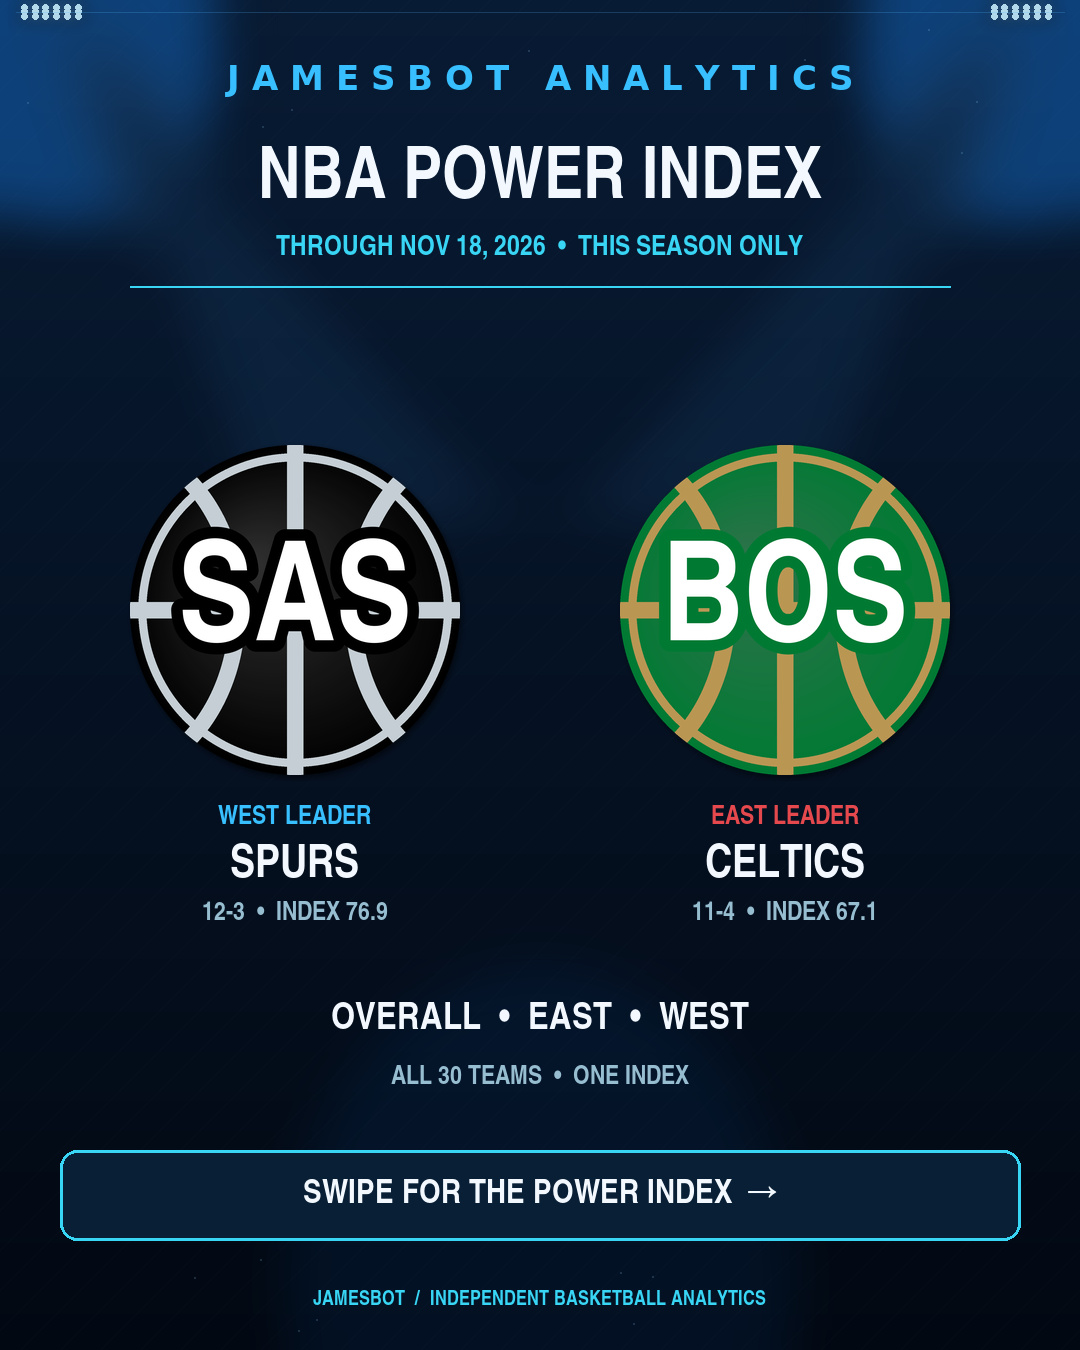 JAMESBOT ANALYTICS
NBA POWER INDEX
THROUGH NOV 18, 2026 • THIS SEASON ONLY
SAS
BOS
WEST LEADER
SPURS
12-3 • INDEX 76.9
EAST LEADER
CELTICS
11-4 • INDEX 67.1
OVERALL • EAST • WEST
ALL 30 TEAMS • ONE INDEX
SWIPE FOR THE POWER INDEX →
JAMESBOT / INDEPENDENT BASKETBALL ANALYTICS